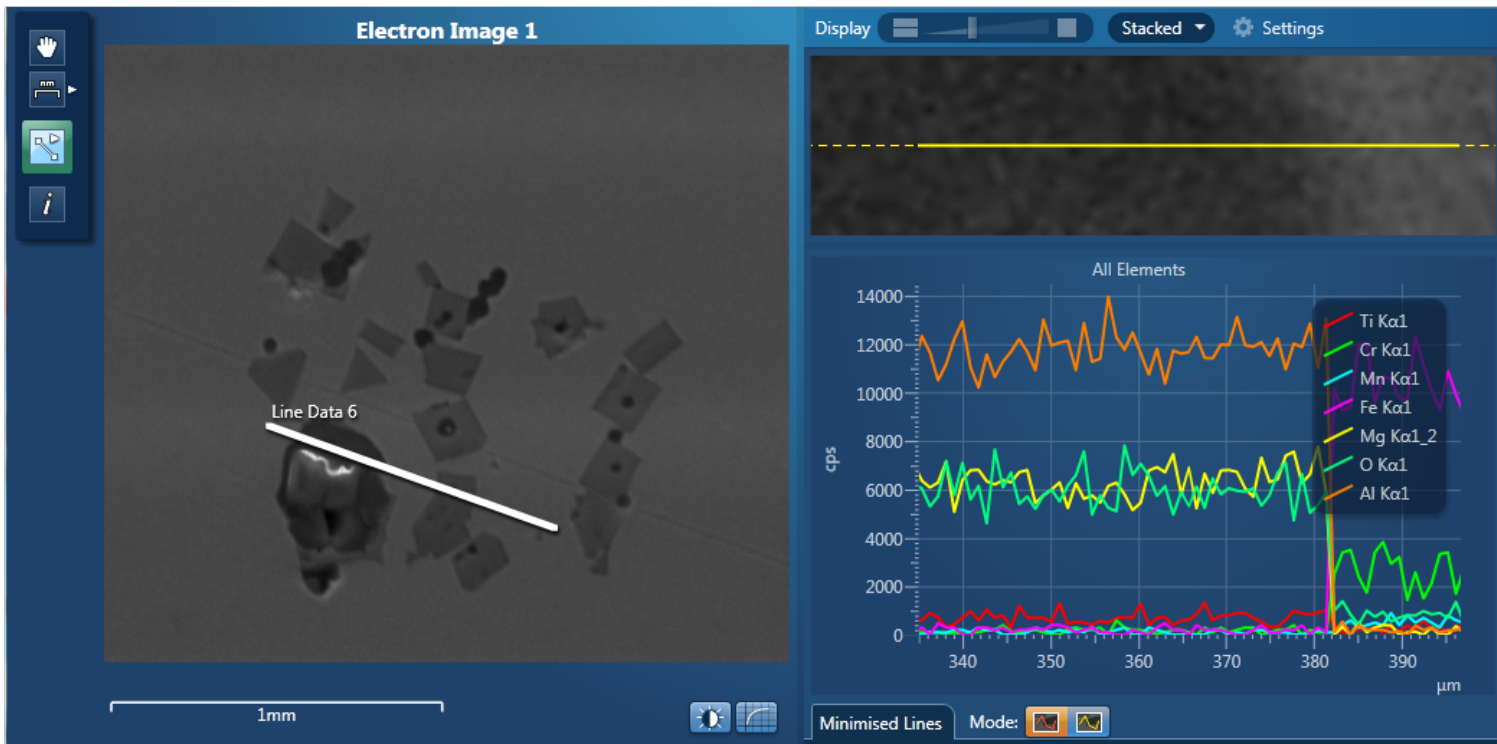 Electron Image 1
nm
i
Line Data 6
1mm
Display
Stacked
Settings
All Elements
14000
12000
10000
8000
6000
4000
2000
0
cps
340 350 360 370 380 390
µm
Ti Kα1
Cr Kα1
Mn Kα1
Fe Kα1
Mg Kα1_2
O Kα1
Al Kα1
Minimised Lines
Mode: